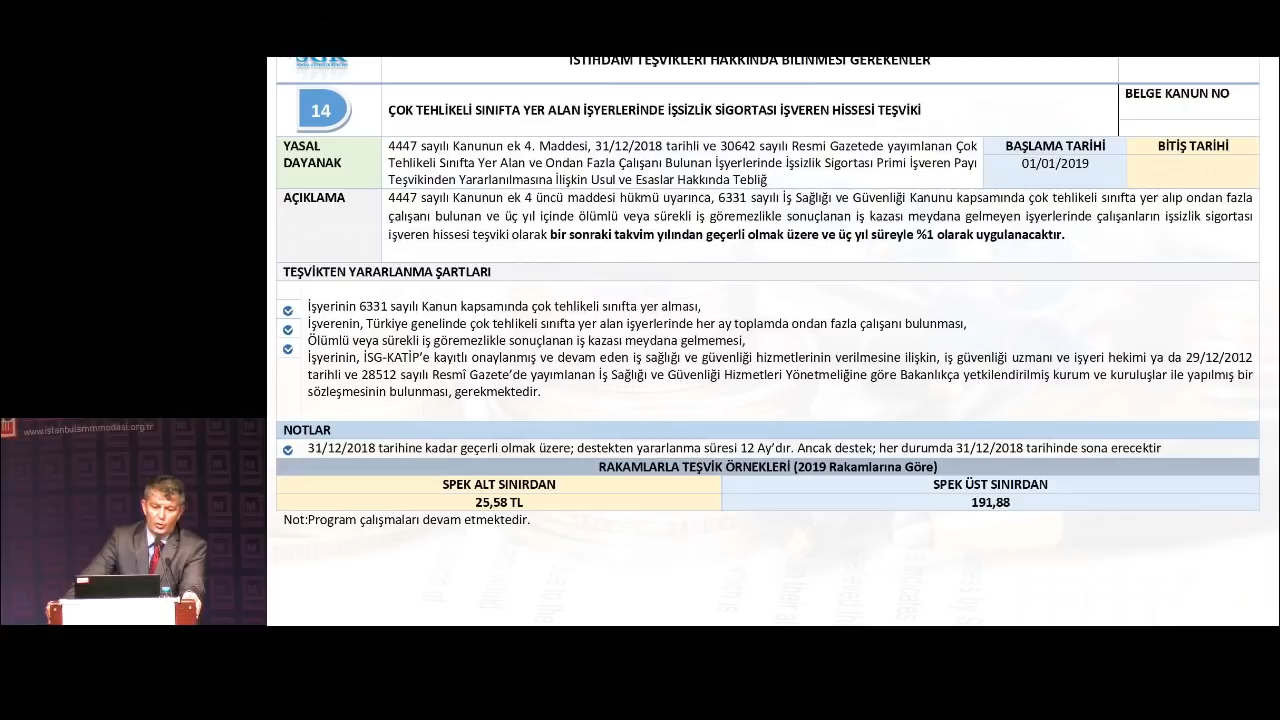 SGK
İSTİHDAM TEŞVİKLERİ HAKKINDA BİLİNMESİ GEREKENLER
14
ÇOK TEHLİKELİ SINIFTA YER ALAN İŞYERLERİNDE İŞSİZLİK SİGORTASI İŞVEREN HİSSESİ TEŞVİKİ
BELGE KANUN NO
YASAL DAYANAK
4447 sayılı Kanunun ek 4. Maddesi, 31/12/2018 tarihli ve 30642 sayılı Resmi Gazetede yayımlanan Çok
Tehlikeli Sınıfta Yer Alan ve Ondan Fazla Çalışanı Bulunan İşyerlerinde İşsizlik Sigortası Primi İşveren Payı
Teşvikinden Yararlanılmasına İlişkin Usul ve Esaslar Hakkında Tebliğ
BAŞLAMA TARİHİ
01/01/2019
BİTİŞ TARİHİ
AÇIKLAMA
4447 sayılı Kanunun ek 4 üncü maddesi hükmü uyarınca, 6331 sayılı İş Sağlığı ve Güvenliği Kanunu kapsamında çok tehlikeli sınıfta yer alıp ondan fazla
çalışanı bulunan ve üç yıl içinde ölümlü veya sürekli iş göremezlikle sonuçlanan iş kazası meydana gelmeyen işyerlerinde çalışanların işsizlik sigortası
işveren hissesi teşviki olarak bir sonraki takvim yılından geçerli olmak üzere ve üç yıl süreyle %1 olarak uygulanacaktır.
TEŞVİKTEN YARARLANMA ŞARTLARI
İşyerinin 6331 sayılı Kanun kapsamında çok tehlikeli sınıfta yer alması,
İşverenin, Türkiye genelinde çok tehlikeli sınıfta yer alan işyerlerinde her ay toplamda ondan fazla çalışanı bulunması,
Ölümlü veya sürekli iş göremezlikle sonuçlanan iş kazası meydana gelmemesi,
İşyerinin, İSG-KATİP’e kayıtlı onaylanmış ve devam eden iş sağlığı ve güvenliği hizmetlerinin verilmesine ilişkin, iş güvenliği uzmanı ve işyeri hekimi ya da 29/12/2012
tarihli ve 28512 sayılı Resmî Gazete’de yayımlanan İş Sağlığı ve Güvenliği Hizmetleri Yönetmeliğine göre Bakanlıkça yetkilendirilmiş kurum ve kuruluşlar ile yapılmış bir
sözleşmesinin bulunması, gerekmektedir.
NOTLAR
31/12/2018 tarihine kadar geçerli olmak üzere; destekten yararlanma süresi 12 Ay’dır. Ancak destek; her durumda 31/12/2018 tarihinde sona erecektir
RAKAMLARLA TEŞVİK ÖRNEKLERİ (2019 Rakamlarına Göre)
SPEK ALT SINIRDAN
SPEK ÜST SINIRDAN
25,58 TL
191,88
Not:Program çalışmaları devam etmektedir.
www.istanbulsmmmodasi.org.tr